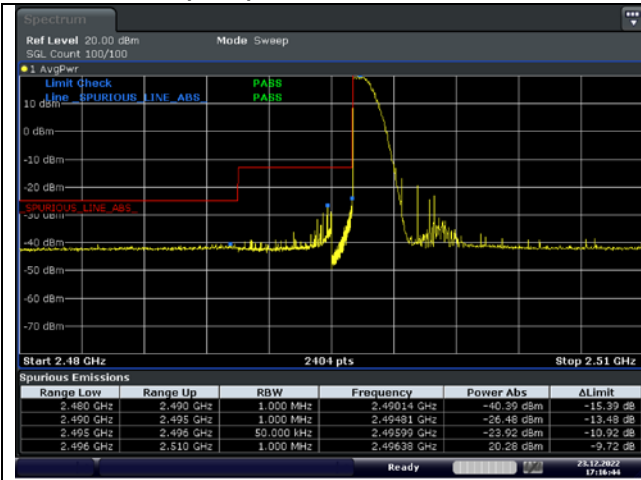 Spectrum
Ref Level 20.00 dBm Mode Sweep
SGL Count 100/100
1 AvgPwr
Limit Check PASS
Line _SPURIOUS_LINE_ABS_ PASS
10 dBm
0 dBm
-10 dBm
-20 dBm
_SPURIOUS_LINE_ABS_
-30 dBm
-40 dBm
-50 dBm
-60 dBm
-70 dBm
Start 2.48 GHz 2404 pts Stop 2.51 GHz
Spurious Emissions
Range Low Range Up RBW Frequency Power Abs ΔLimit
2.480 GHz 2.490 GHz 1.000 MHz 2.49014 GHz -40.39 dBm -15.39 dB
2.490 GHz 2.495 GHz 1.000 MHz 2.49481 GHz -26.48 dBm -13.48 dB
2.495 GHz 2.496 GHz 50.000 kHz 2.49599 GHz -23.92 dBm -10.92 dB
2.496 GHz 2.510 GHz 1.000 MHz 2.49638 GHz 20.28 dBm -9.72 dB
Ready 23.12.2022
17:16:44